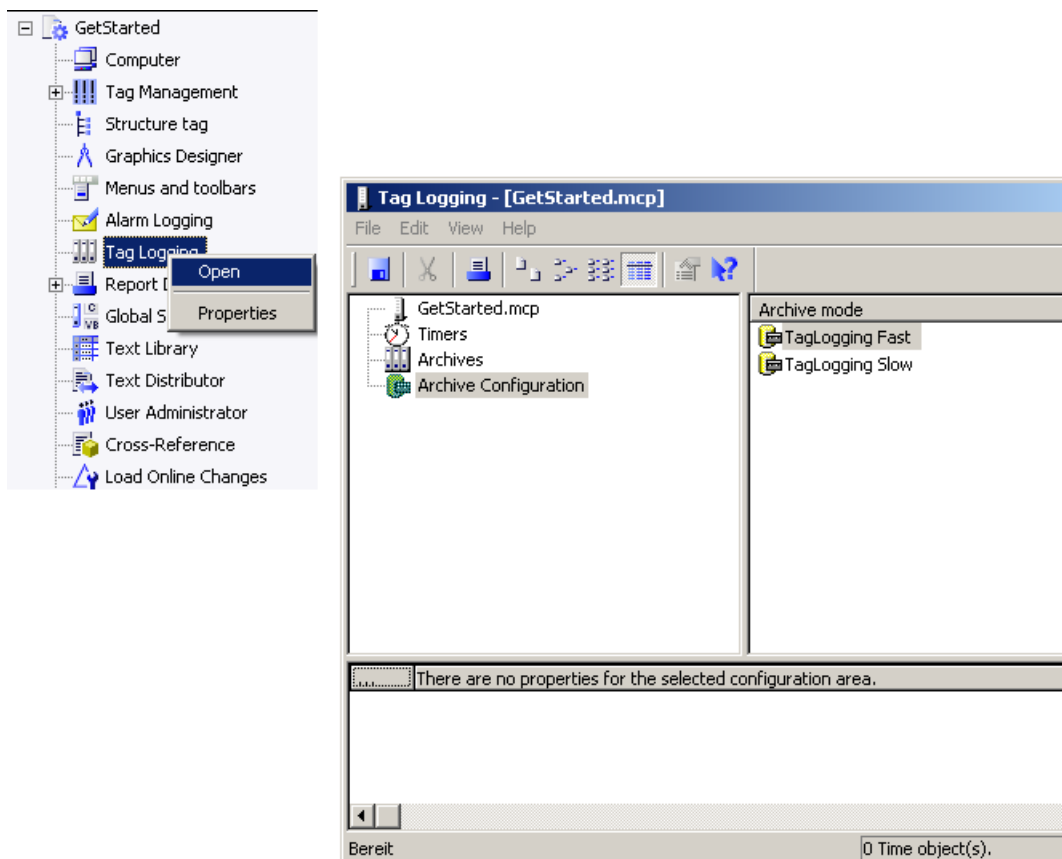 GetStarted
Computer
Tag Management
Structure tag
Graphics Designer
Menus and toolbars
Alarm Logging
Tag Logging
Open
Report D
Properties
Global S
Text Library
Text Distributor
User Administrator
Cross-Reference
Load Online Changes
Tag Logging - [GetStarted.mcp]
File Edit View Help
GetStarted.mcp
Timers
Archives
Archive Configuration
Archive mode
TagLogging Fast
TagLogging Slow
There are no properties for the selected configuration area.
Bereit
0 Time object(s).